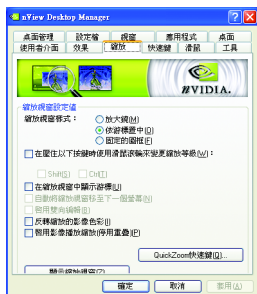 nView Desktop Manager
桌面管理 設定檔 視窗 應用程式 桌面
使用者介面 效果 縮放 快速鍵 滑鼠 工具
NVIDIA.
縮放視窗設定值
縮放視窗樣式：
放大鏡(M)
依游標置中(D)
固定的圖框(F)
在壓住以下按鍵時使用滑鼠滾輪來變更縮放等級(W)：
Shift(S) Ctrl(T)
在縮放視窗中顯示游標(U)
自動將縮放視窗移至下一個螢幕(N)
啟用雙向編輯(B)
反轉縮放的影像色彩(I)
啟用影像播放縮放(停用重疊)(P)
QuickZoom快速鍵(Q)...
顯示縮放視窗(Z)
確定 取消 套用(A)